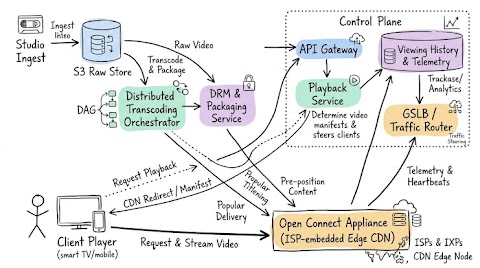 Control Plane
Ingest
Inteo
Studio
Ingest
S3 Raw Store
Raw Video
Transcode
& Package
API Gateway
Viewing History
& Telemetry
DAG
Distributed
Transcoding
Orchestrator
DRM &
Packaging
Service
Playback
Service
Determine video
manifests &
steers clients
Trackase/
Analytics
GSLB /
Traffic Router
Traffic
Steering
Request Playback
CDN Redirect / Manifest
Popular
Pre-position
Content
Telemetry &
Heartbeats
Popular
Delivery
Client Player
(smart TV/mobile)
Request & Stream Video
Open Connect Appliance
(ISP-embedded Edge CDN)
ISPs & IXPs
CDN Edge Node